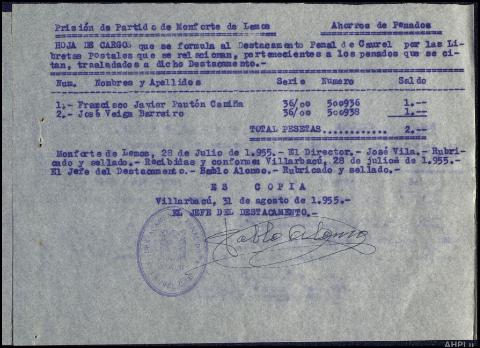 Prisión de Partido de Monforte de Lemos Ahorros de Penados
HOJA DE CARGOS que se formula al Destacamento Penal de Caurel por las Li-
bretas Postales que se relacionan, pertenecientes a los penados que se ci-
tan, trasladados a dicho Destacamento.-
Num. Nombres y Apellidos Serie Numero Saldo
1.- Francisco Javier Pantón Camiña 36/00 500936 1.--
2.- José Veiga Barreiro 36/00 500938 1.--
TOTAL PESETAS............ 2.--
Monforte de Lemos, 28 de Julio de 1.955.- El Director.- José Vila.- Rubri-
cado y sellado.- Recibidas y conforme: Villarbacú, 28 de julio de 1.955.-
El Jefe del Destacamento.- Pablo Alonso.- Rubricado y sellado.-
ES COPIA
Villarbacú, 31 de agosto de 1.955.-
EL JEFE DEL DESTACAMENTO.-
Pablo Alonso